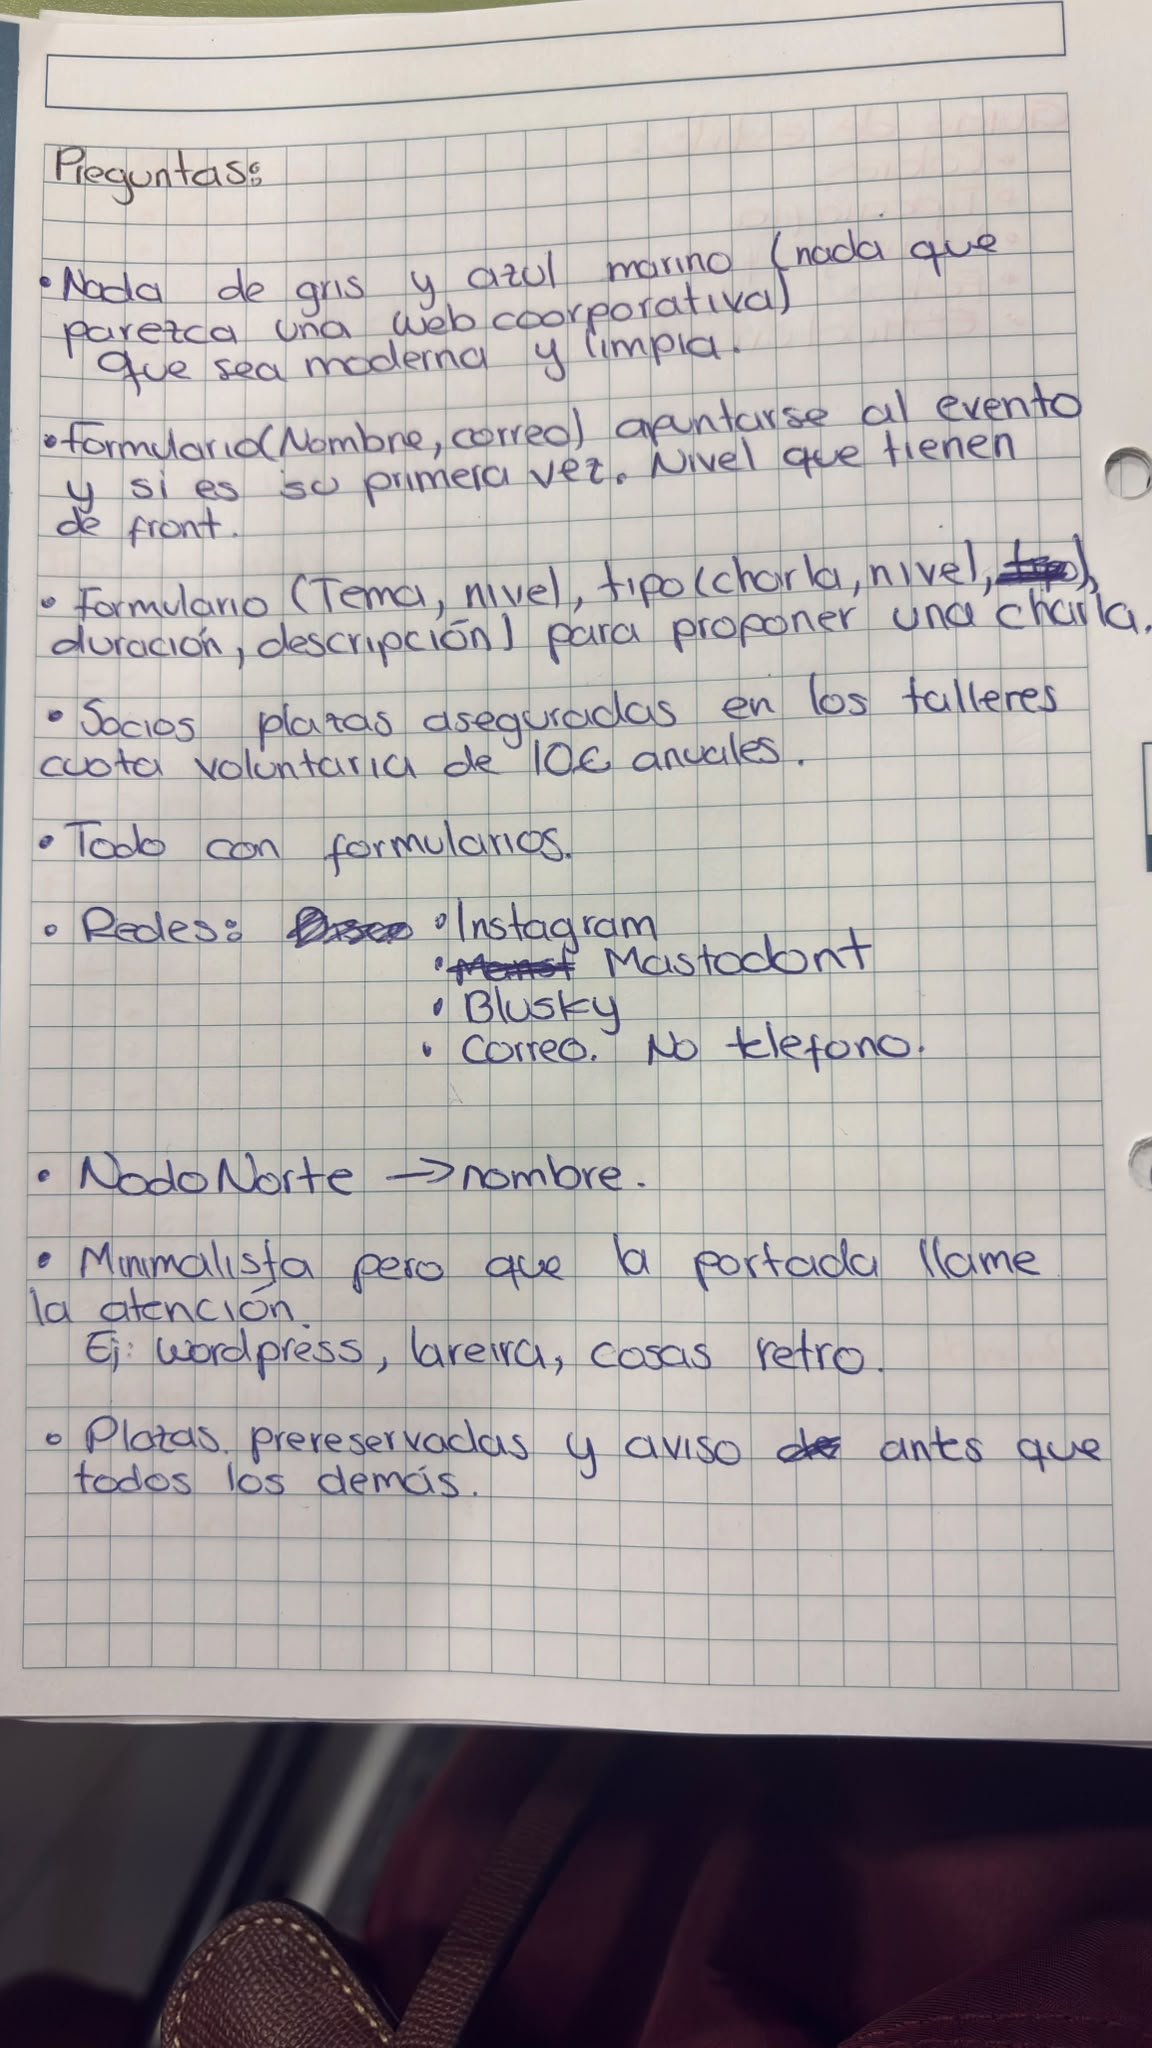 Preguntas:
• Nada de gris y azul marino (nada que
parezca una web coorporativa)
que sea moderna y limpia.
• formulario (Nombre, correo) apuntarse al evento
y si es su primera vez. Nivel que tienen
de front.
• Formulario (Tema, nivel, tipo (charla, nivel, ),
duración, descripción) para proponer una charla.
• Socios plazas aseguradas en los talleres
cuota voluntaria de 10€ anuales.
• Todo con formularios.
• Redes: • Instagram
• Mastodont
• Blusky
• Correo. No telefono.
• NodoNorte → nombre.
• Minimalista pero que la portada llame
la atención.
Ej: wordpress, lareira, cosas retro.
• Plazas. prereservadas y aviso antes que
todos los demás.